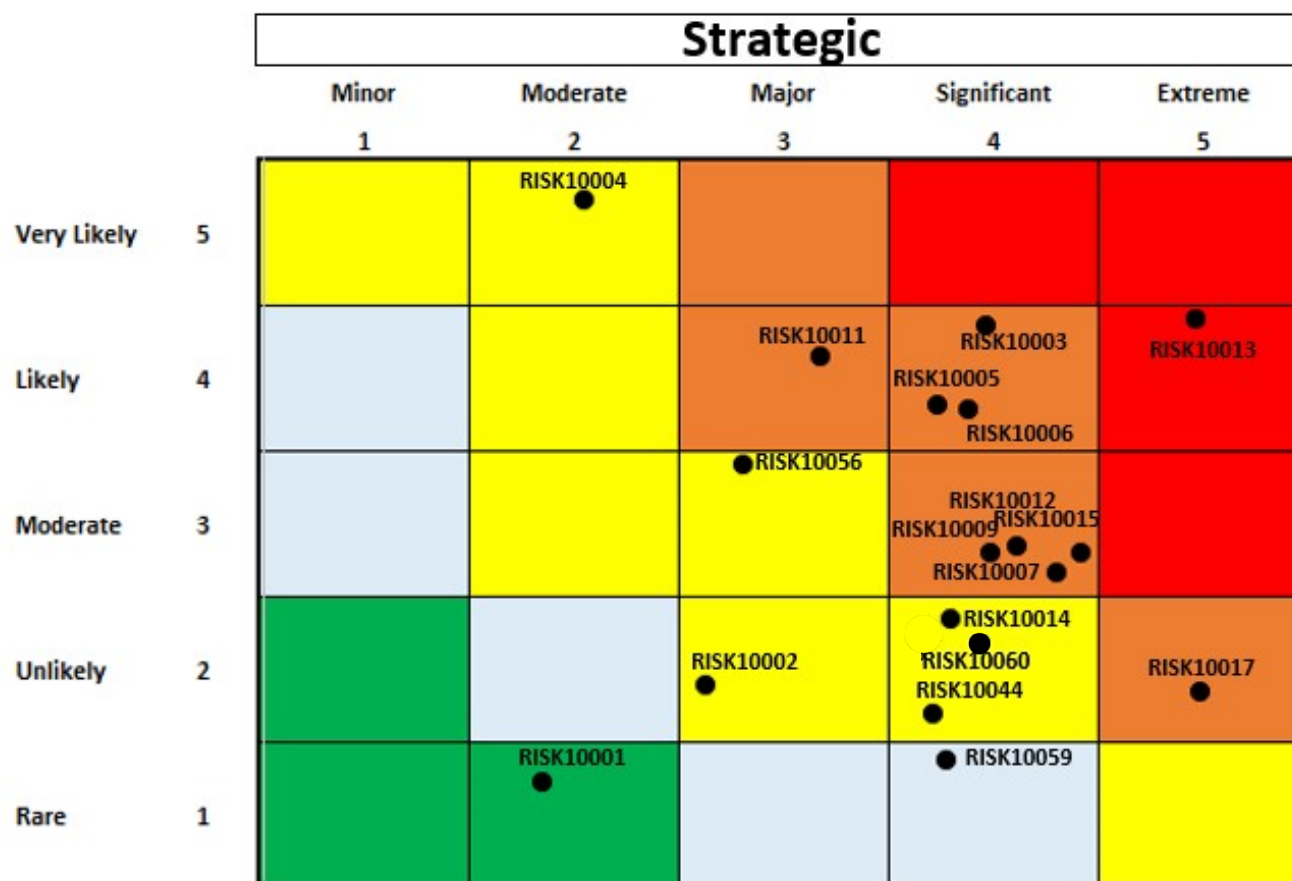 Strategic
Minor Moderate Major Significant Extreme
1 2 3 4 5
RISK10004
Very Likely 5
RISK10011 RISK10003 RISK10013
Likely 4 RISK10005
RISK10006
RISK10056
RISK10012
Moderate 3 RISK10009 RISK10015
RISK10007
RISK10014
Unlikely 2 RISK10002 RISK10060 RISK10017
RISK10044
RISK10001 RISK10059
Rare 1